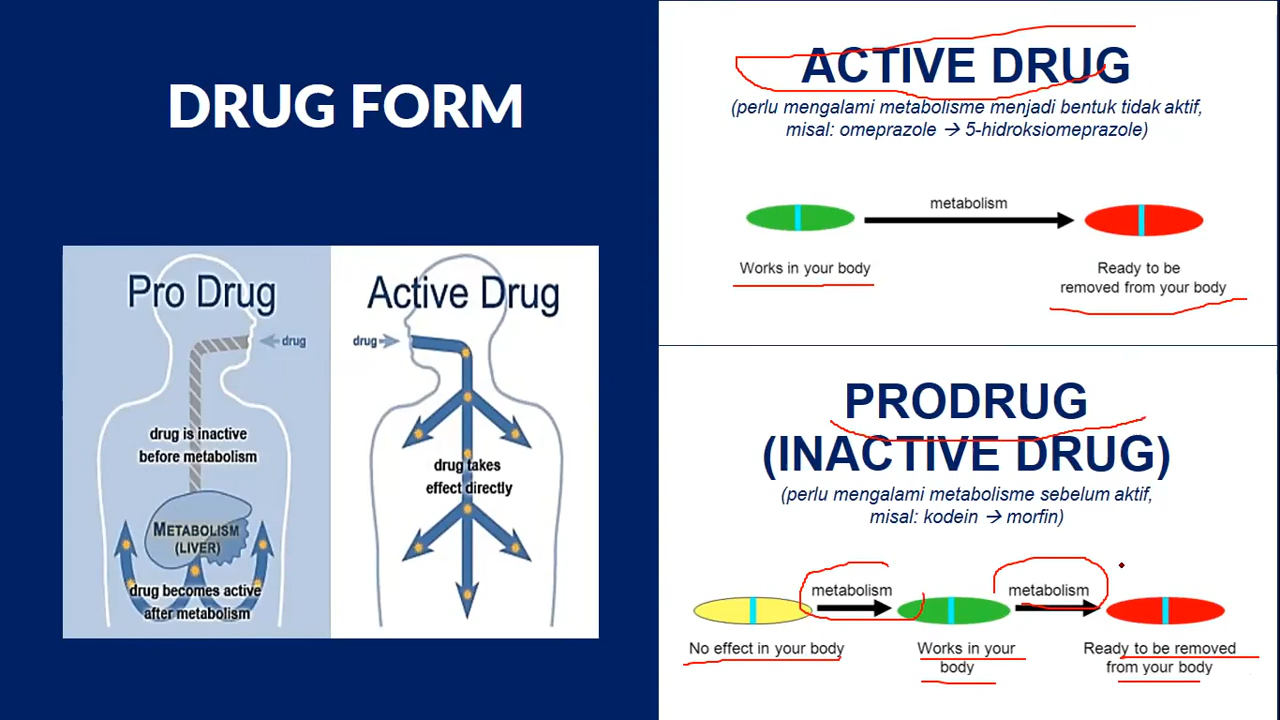 DRUG FORM
Pro Drug
drug
drug is inactive
before metabolism
METABOLISM
(LIVER)
drug becomes active
after metabolism
Active Drug
drug
drug takes
effect directly
ACTIVE DRUG
(perlu mengalami metabolisme menjadi bentuk tidak aktif,
misal: omeprazole → 5-hidroksiomeprazole)
metabolism
Works in your body
Ready to be
removed from your body
PRODRUG
(INACTIVE DRUG)
(perlu mengalami metabolisme sebelum aktif,
misal: kodein → morfin)
metabolism
metabolism
No effect in your body
Works in your
body
Ready to be removed
from your body